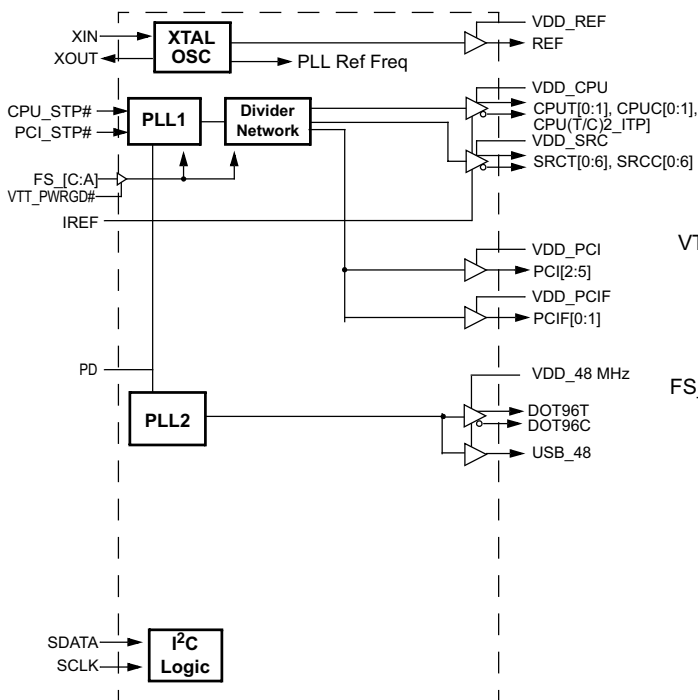 XIN
XOUT
XTAL
OSC
VDD_REF
REF
PLL Ref Freq
CPU_STP#
PCI_STP#
PLL1
Divider
Network
VDD_CPU
CPUT[0:1], CPUC[0:1],
CPU(T/C)2_ITP]
VDD_SRC
SRCT[0:6], SRCC[0:6]
FS_[C:A]
VTT_PWRGD#
IREF
VT
VDD_PCI
PCI[2:5]
VDD_PCIF
PCIF[0:1]
PD
PLL2
VDD_48 MHz
FS_
DOT96T
DOT96C
USB_48
SDATA
SCLK
I²C
Logic